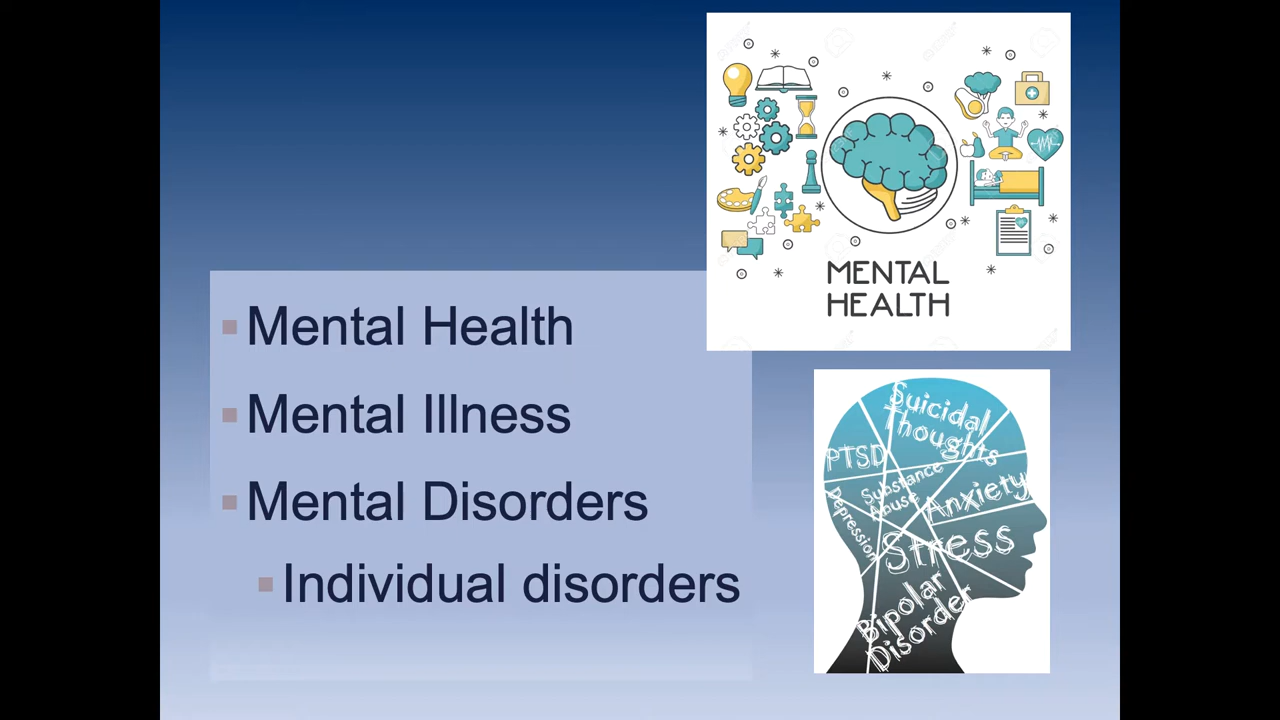 Mental Health
Mental Illness
Mental Disorders
Individual disorders
MENTAL
HEALTH
Suicidal
Thoughts
PTSD
Substance
Abuse
Anxiety
Depression
Stress
Bipolar
Disorder